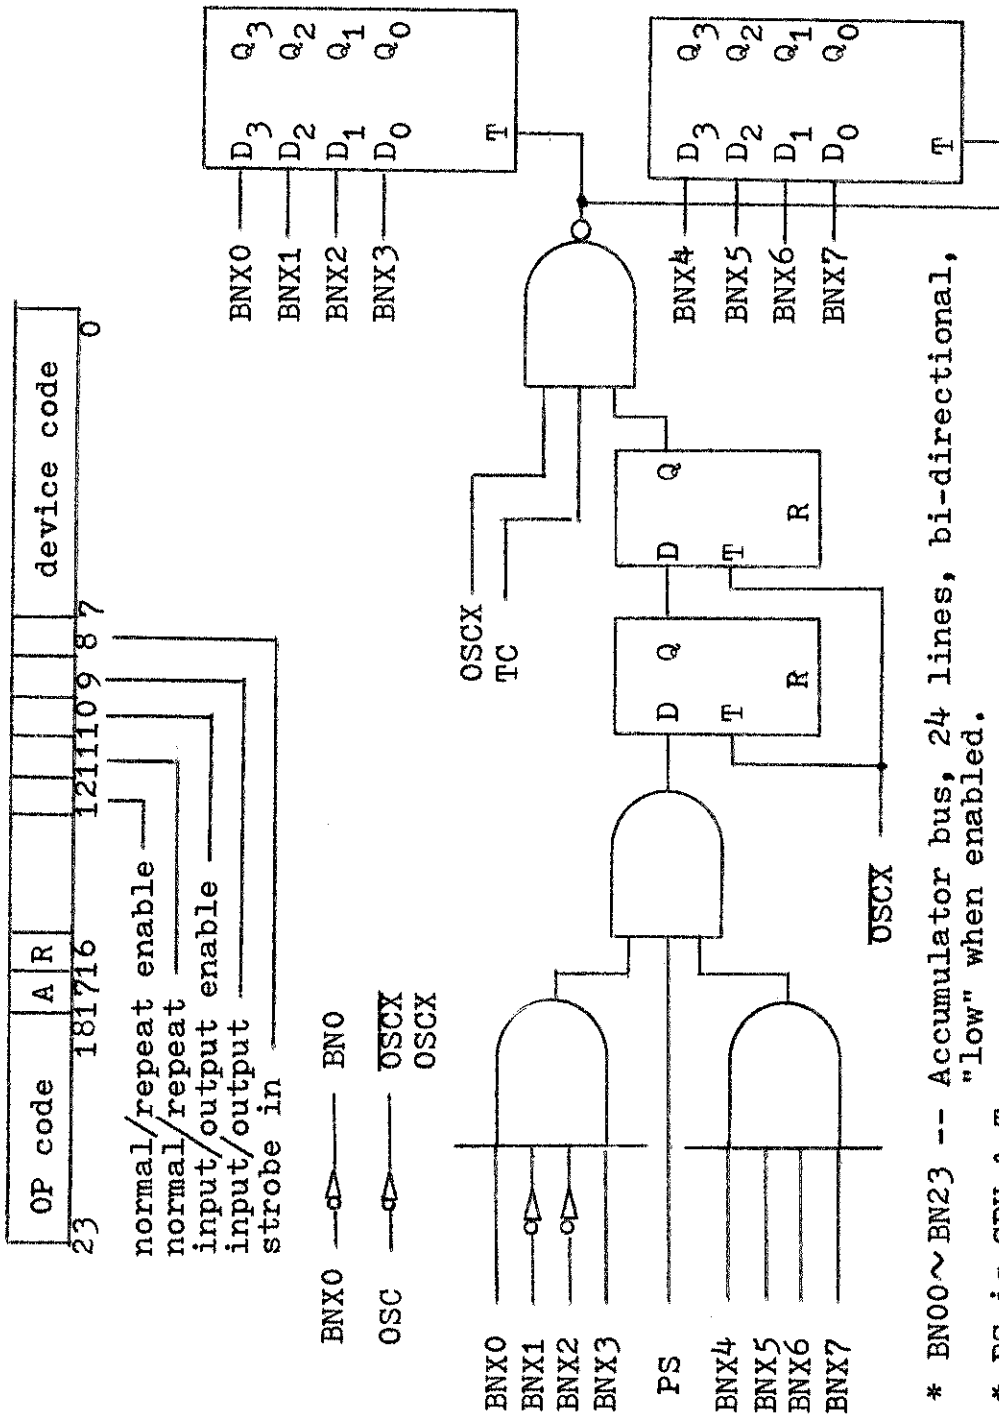 OP code A R device code
23 18 17 16 12 11 10 9 8 7 0
normal/repeat enable
normal/repeat
input/output enable
input/output
strobe in
BNX0 BN0
OSC OSCX
OSCX
BNX0
BNX1
BNX2
BNX3
PS
BNX4
BNX5
BNX6
BNX7
D Q
T R
D Q
T R
OSCX
OSCX
TC
BNX0 D3 Q3
BNX1 D2 Q2
BNX2 D1 Q1
BNX3 D0 Q0
T
BNX4 D3 Q3
BNX5 D2 Q2
BNX6 D1 Q1
BNX7 D0 Q0
T
* BN00~BN23 -- Accumulator bus, 24 lines, bi-directional,
"low" when enabled.
* PS